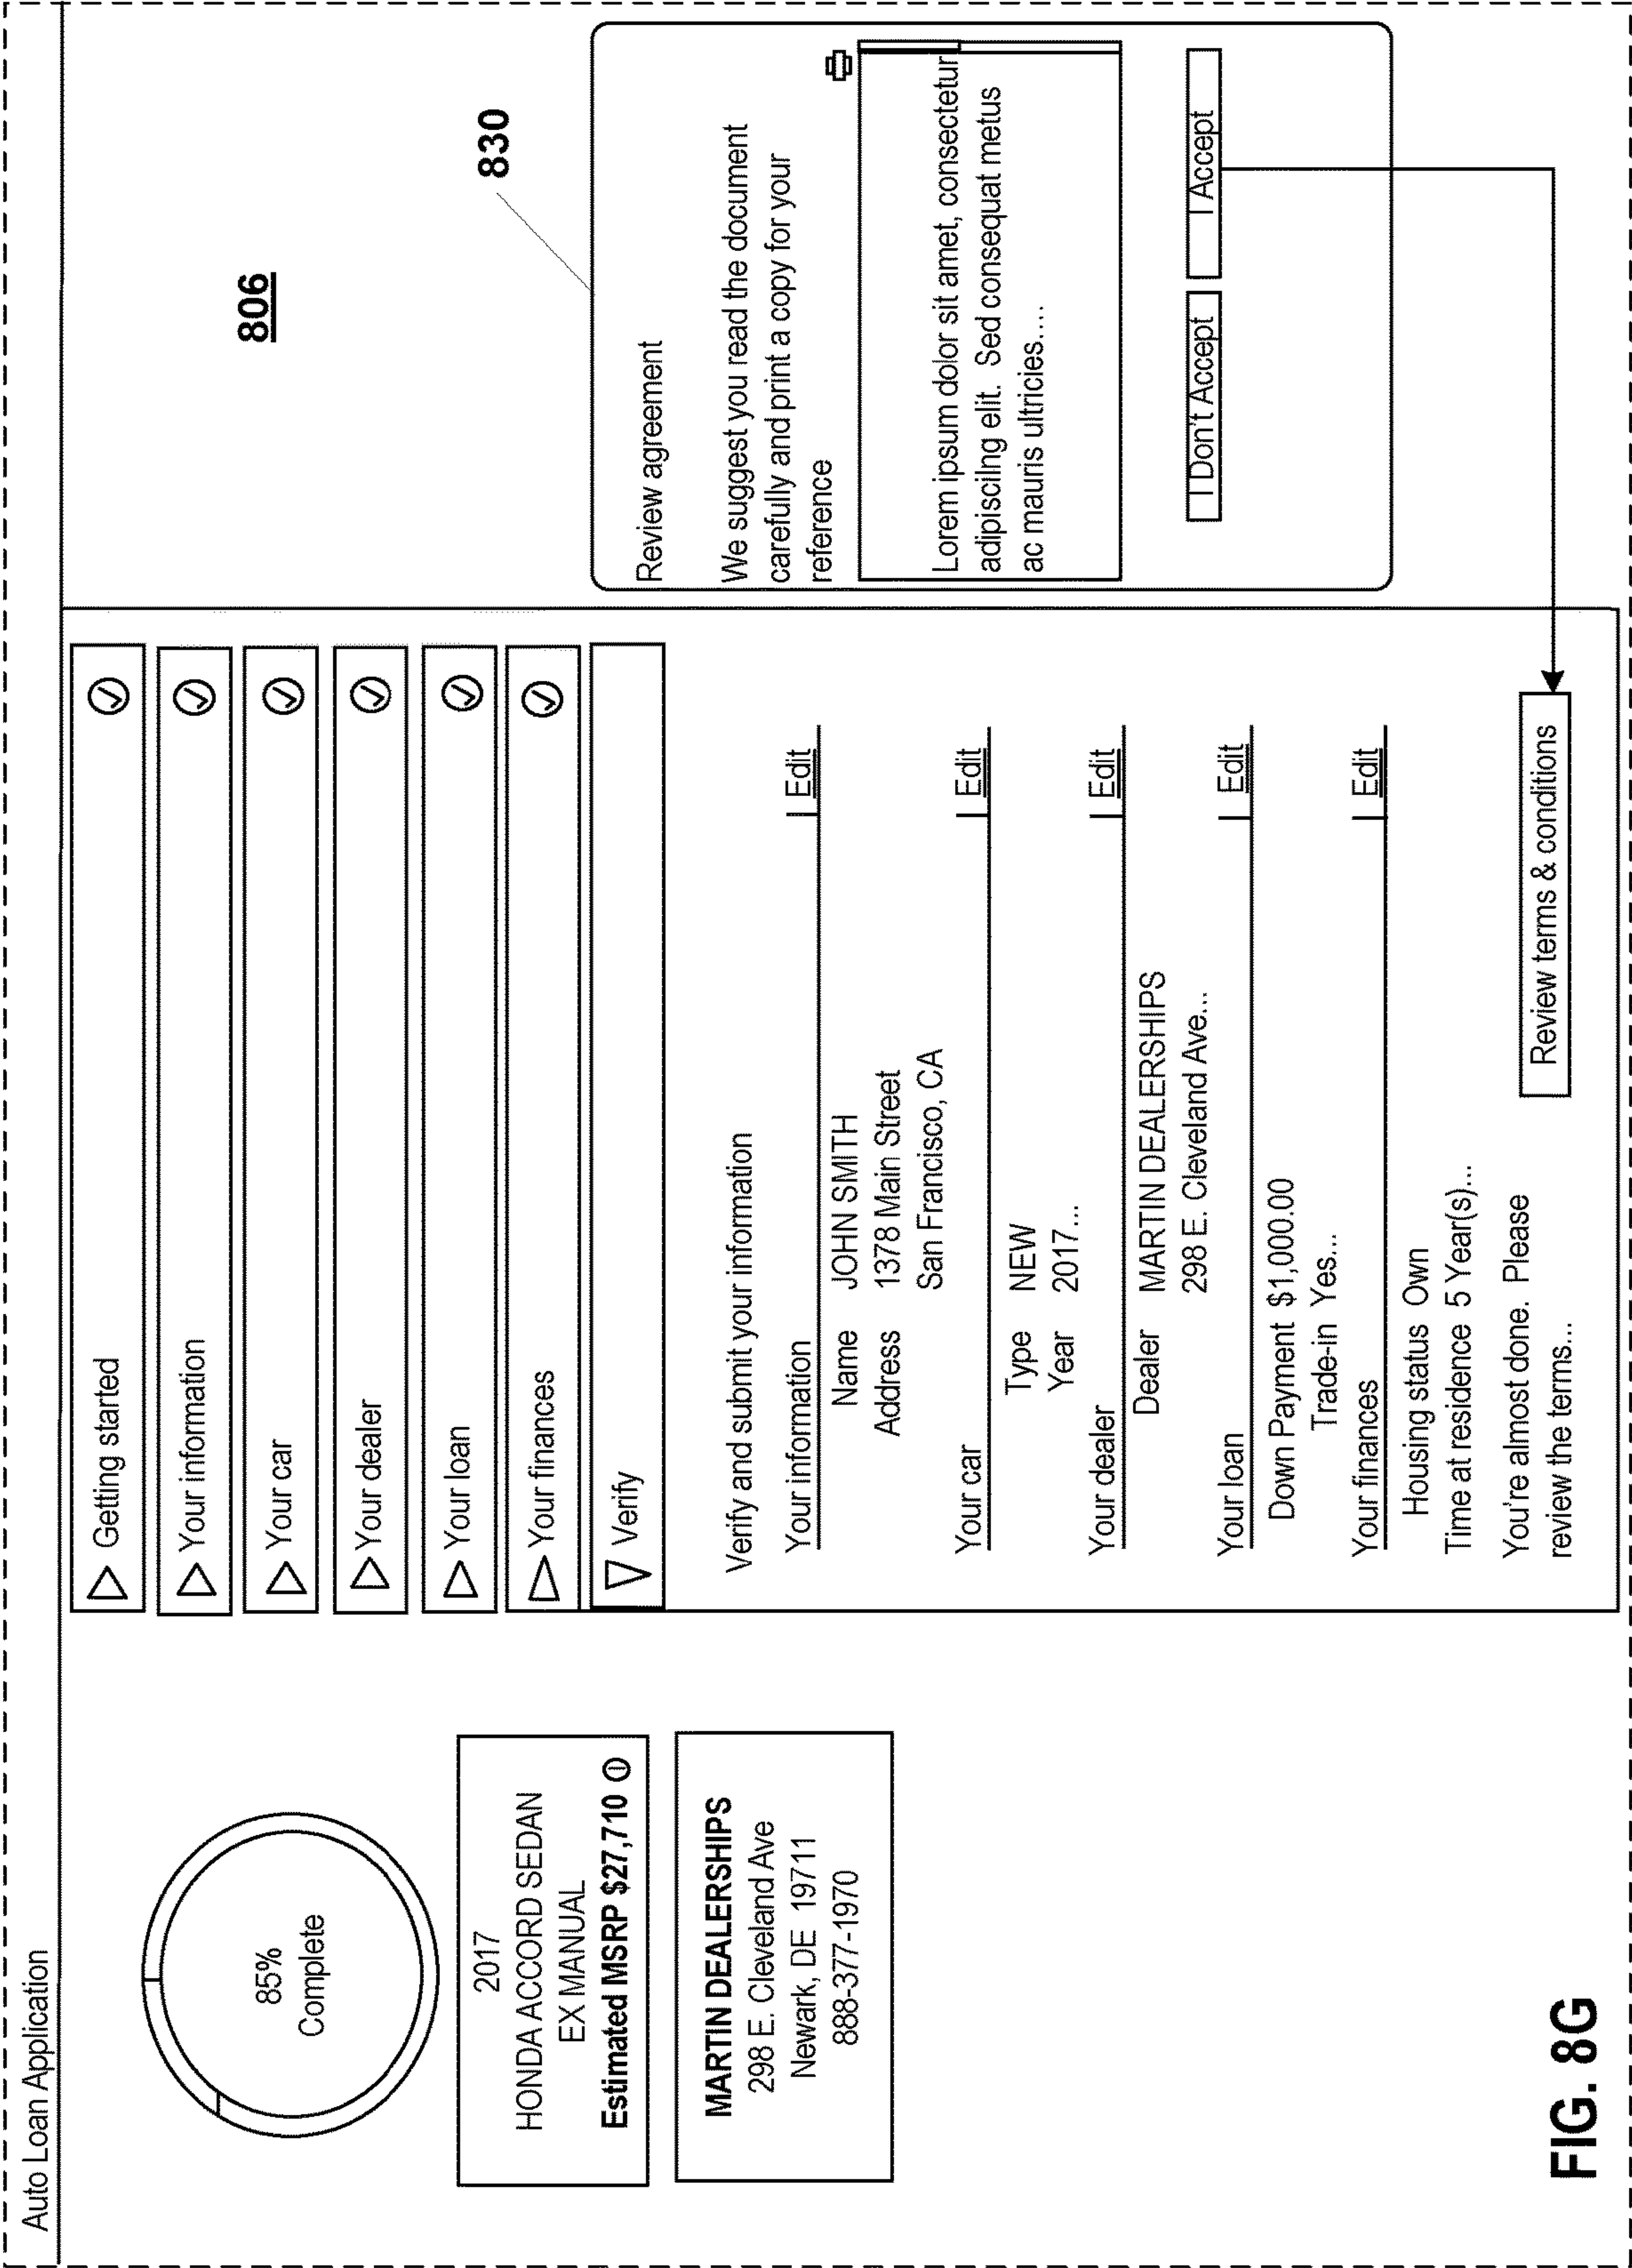 Auto Loan Application
85%
Complete
2017
HONDA ACCORD SEDAN
EX MANUAL
Estimated MSRP $27,710
MARTIN DEALERSHIPS
298 E. Cleveland Ave
Newark, DE 19711
888-377-1970
Getting started
Your information
Your car
Your dealer
Your loan
Your finances
Verify
Verify and submit your information
Your information | Edit
Name JOHN SMITH
Address 1378 Main Street
San Francisco, CA
Your car | Edit
Type NEW
Year 2017...
Your dealer | Edit
Dealer MARTIN DEALERSHIPS
298 E. Cleveland Ave...
Your loan | Edit
Down Payment $1,000.00
Trade-in Yes...
Your finances | Edit
Housing status Own
Time at residence 5 Year(s)...
You're almost done. Please
review the terms...
Review terms & conditions
806
830
Review agreement
We suggest you read the document
carefully and print a copy for your
reference
Lorem ipsum dolor sit amet, consectetur
adipisciing elit. Sed consequat metus
ac mauris ultricies....
I Don't Accept
I Accept
FIG. 8G